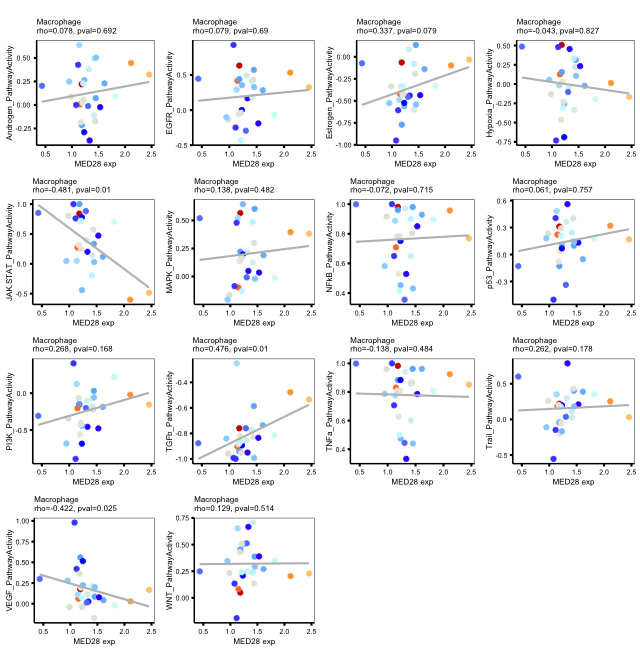 Macrophage
rho=0.078, pval=0.692
Androgen_PathwayActivity
0.50
0.25
0.00
-0.25
0.5 1.0 1.5 2.0 2.5
MED28 exp
Macrophage
rho=0.079, pval=0.69
EGFR_PathwayActivity
0.5
0.0
-0.5
0.5 1.0 1.5 2.0 2.5
MED28 exp
Macrophage
rho=0.337, pval=0.079
Estrogen_PathwayActivity
0.00
-0.25
-0.50
-0.75
-1.00
0.5 1.0 1.5 2.0 2.5
MED28 exp
Macrophage
rho=-0.043, pval=0.827
Hypoxia_PathwayActivity
0.50
0.25
0.00
-0.25
-0.50
-0.75
0.5 1.0 1.5 2.0 2.5
MED28 exp
Macrophage
rho=-0.481, pval=0.01
JAK-STAT_PathwayActivity
1.0
0.5
0.0
-0.5
0.5 1.0 1.5 2.0 2.5
MED28 exp
Macrophage
rho=0.138, pval=0.482
MAPK_PathwayActivity
0.50
0.25
0.00
0.5 1.0 1.5 2.0 2.5
MED28 exp
Macrophage
rho=-0.072, pval=0.715
NFkB_PathwayActivity
1.0
0.8
0.6
0.4
0.5 1.0 1.5 2.0 2.5
MED28 exp
Macrophage
rho=0.061, pval=0.757
p53_PathwayActivity
0.6
0.3
0.0
-0.3
0.5 1.0 1.5 2.0 2.5
MED28 exp
Macrophage
rho=0.268, pval=0.168
PI3K_PathwayActivity
0.0
-0.5
0.5 1.0 1.5 2.0 2.5
MED28 exp
Macrophage
rho=0.476, pval=0.01
TGFb_PathwayActivity
-0.4
-0.6
-0.8
-1.0
0.5 1.0 1.5 2.0 2.5
MED28 exp
Macrophage
rho=-0.138, pval=0.484
TNFa_PathwayActivity
1.0
0.8
0.6
0.4
0.5 1.0 1.5 2.0 2.5
MED28 exp
Macrophage
rho=0.262, pval=0.178
Trail_PathwayActivity
0.5
0.0
-0.5
0.5 1.0 1.5 2.0 2.5
MED28 exp
Macrophage
rho=-0.422, pval=0.025
VEGF_PathwayActivity
1.00
0.75
0.50
0.25
0.00
0.5 1.0 1.5 2.0 2.5
MED28 exp
Macrophage
rho=0.129, pval=0.514
WNT_PathwayActivity
0.75
0.50
0.25
0.00
0.5 1.0 1.5 2.0 2.5
MED28 exp